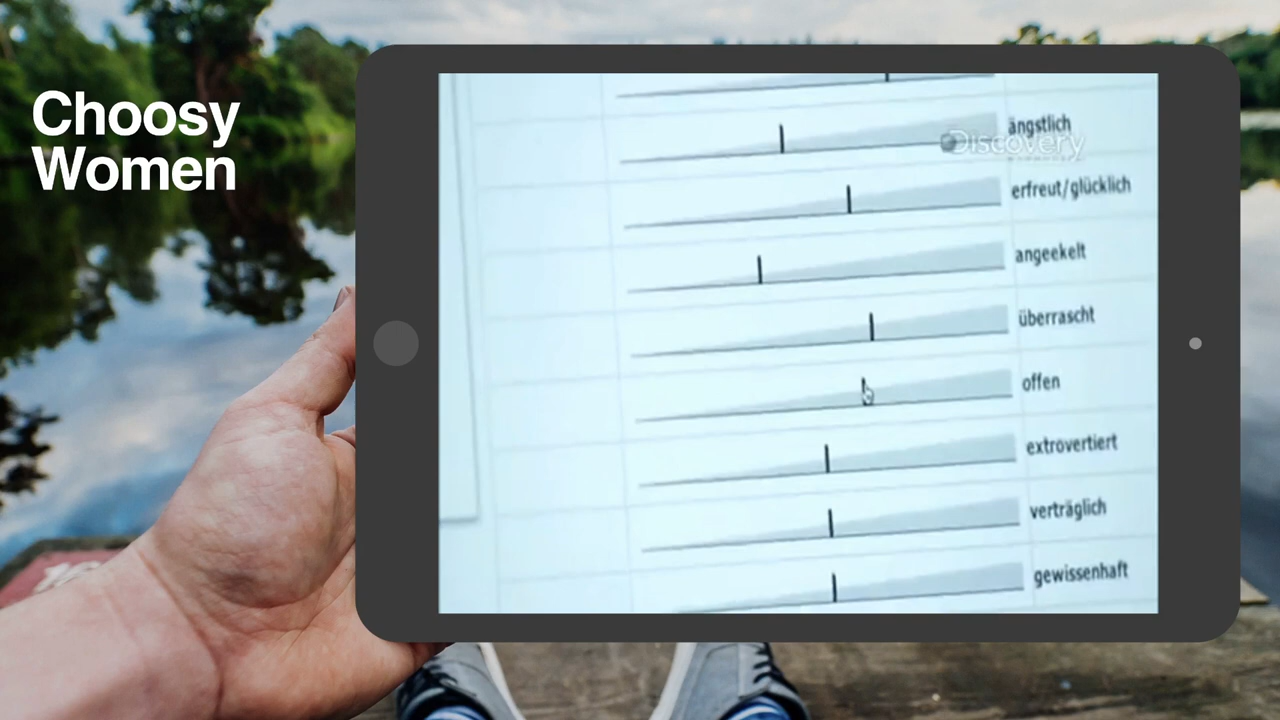 Choosy
Women
ängstlich
Discovery
erfreut/glücklich
angeekelt
überrascht
offen
extrovertiert
verträglich
gewissenhaft